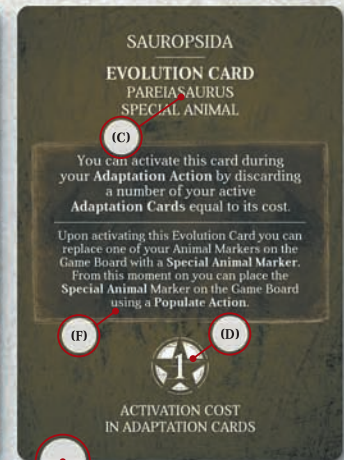 SAUROPSIDA
EVOLUTION CARD
PAREIASAURUS
SPECIAL ANIMAL
(C)
You can activate this card during
your Adaptation Action by discarding
a number of your active
Adaptation Cards equal to its cost.
Upon activating this Evolution Card you can
replace one of your Animal Markers on the
Game Board with a Special Animal Marker.
From this moment on you can place the
Special Animal Marker on the Game Board
using a Populate Action.
(F)
(D)
1
ACTIVATION COST
IN ADAPTATION CARDS